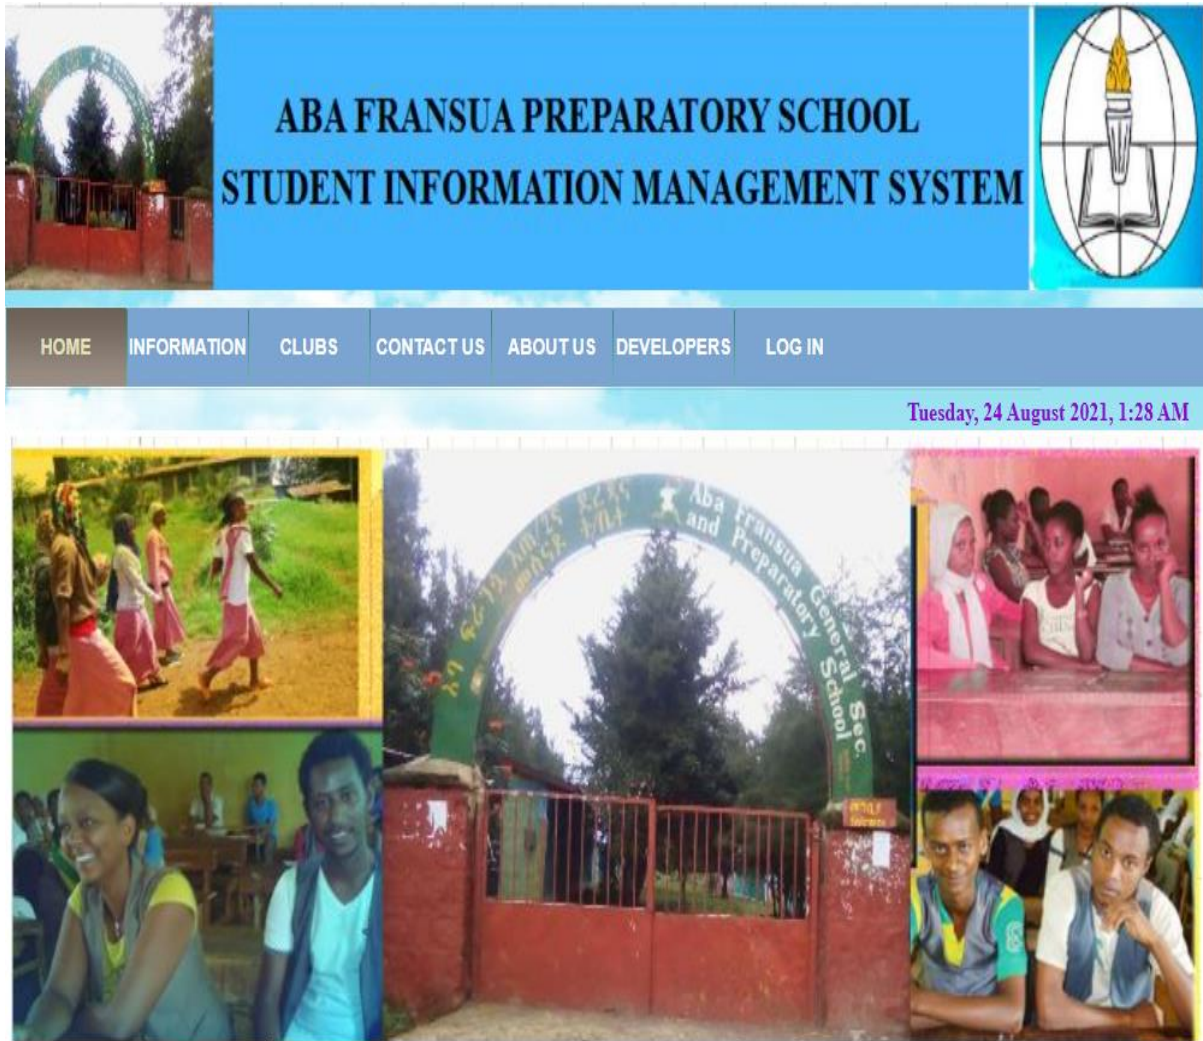 ABA FRANSUA PREPARATORY SCHOOL
STUDENT INFORMATION MANAGEMENT SYSTEM
HOME INFORMATION CLUBS CONTACT US ABOUT US DEVELOPERS LOG IN
Tuesday, 24 August 2021, 1:28 AM
Aba Fransua General Sec.
and Preparatory School